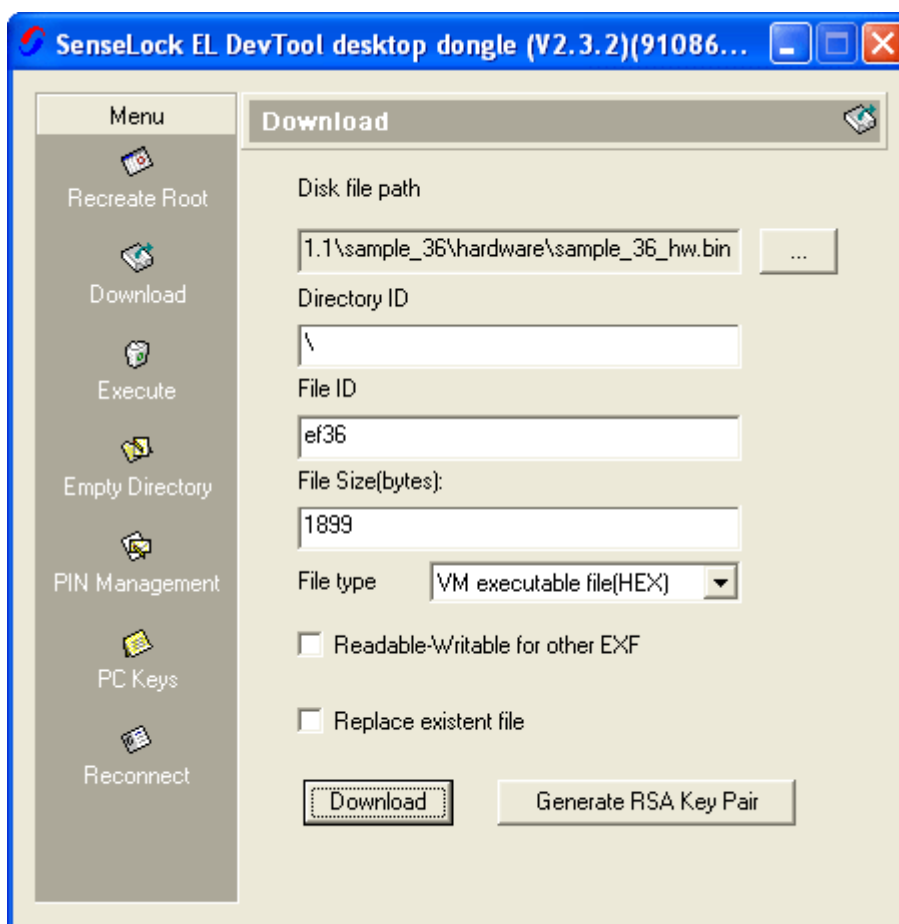 SenseLock EL DevTool desktop dongle (V2.3.2)(91086...
Menu
Recreate Root
Download
Execute
Empty Directory
PIN Management
PC Keys
Reconnect
Download
Disk file path
1.1\sample_36\hardware\sample_36_hw.bin
...
Directory ID
\
File ID
ef36
File Size(bytes):
1899
File type VM executable file(HEX)
Readable-Writable for other EXF
Replace existent file
Download Generate RSA Key Pair